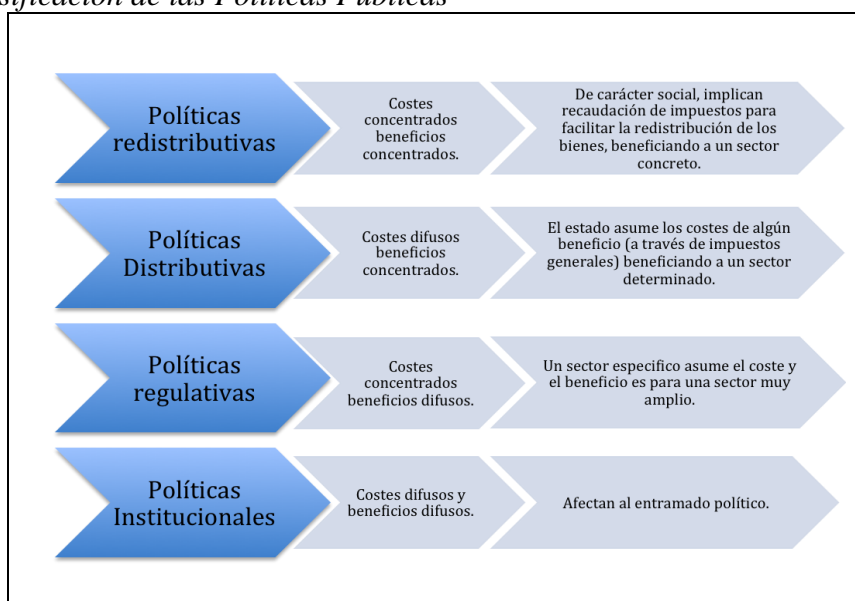 de las Políticas Públicas
Políticas
redistributivas
Costes
concentrados
beneficios
concentrados.
De carácter social, implican
recaudación de impuestos para
facilitar la redistribución de los
bienes, beneficiando a un sector
concreto.
Políticas
Distributivas
Costes difusos
beneficios
concentrados.
El estado asume los costes de algún
beneficio (a través de impuestos
generales) beneficiando a un sector
determinado.
Políticas
regulativas
Costes
concentrados
beneficios difusos.
Un sector especifico asume el coste y
el beneficio es para una sector muy
amplio.
Políticas
Institucionales
Costes difusos y
beneficios difusos.
Afectan al entramado político.